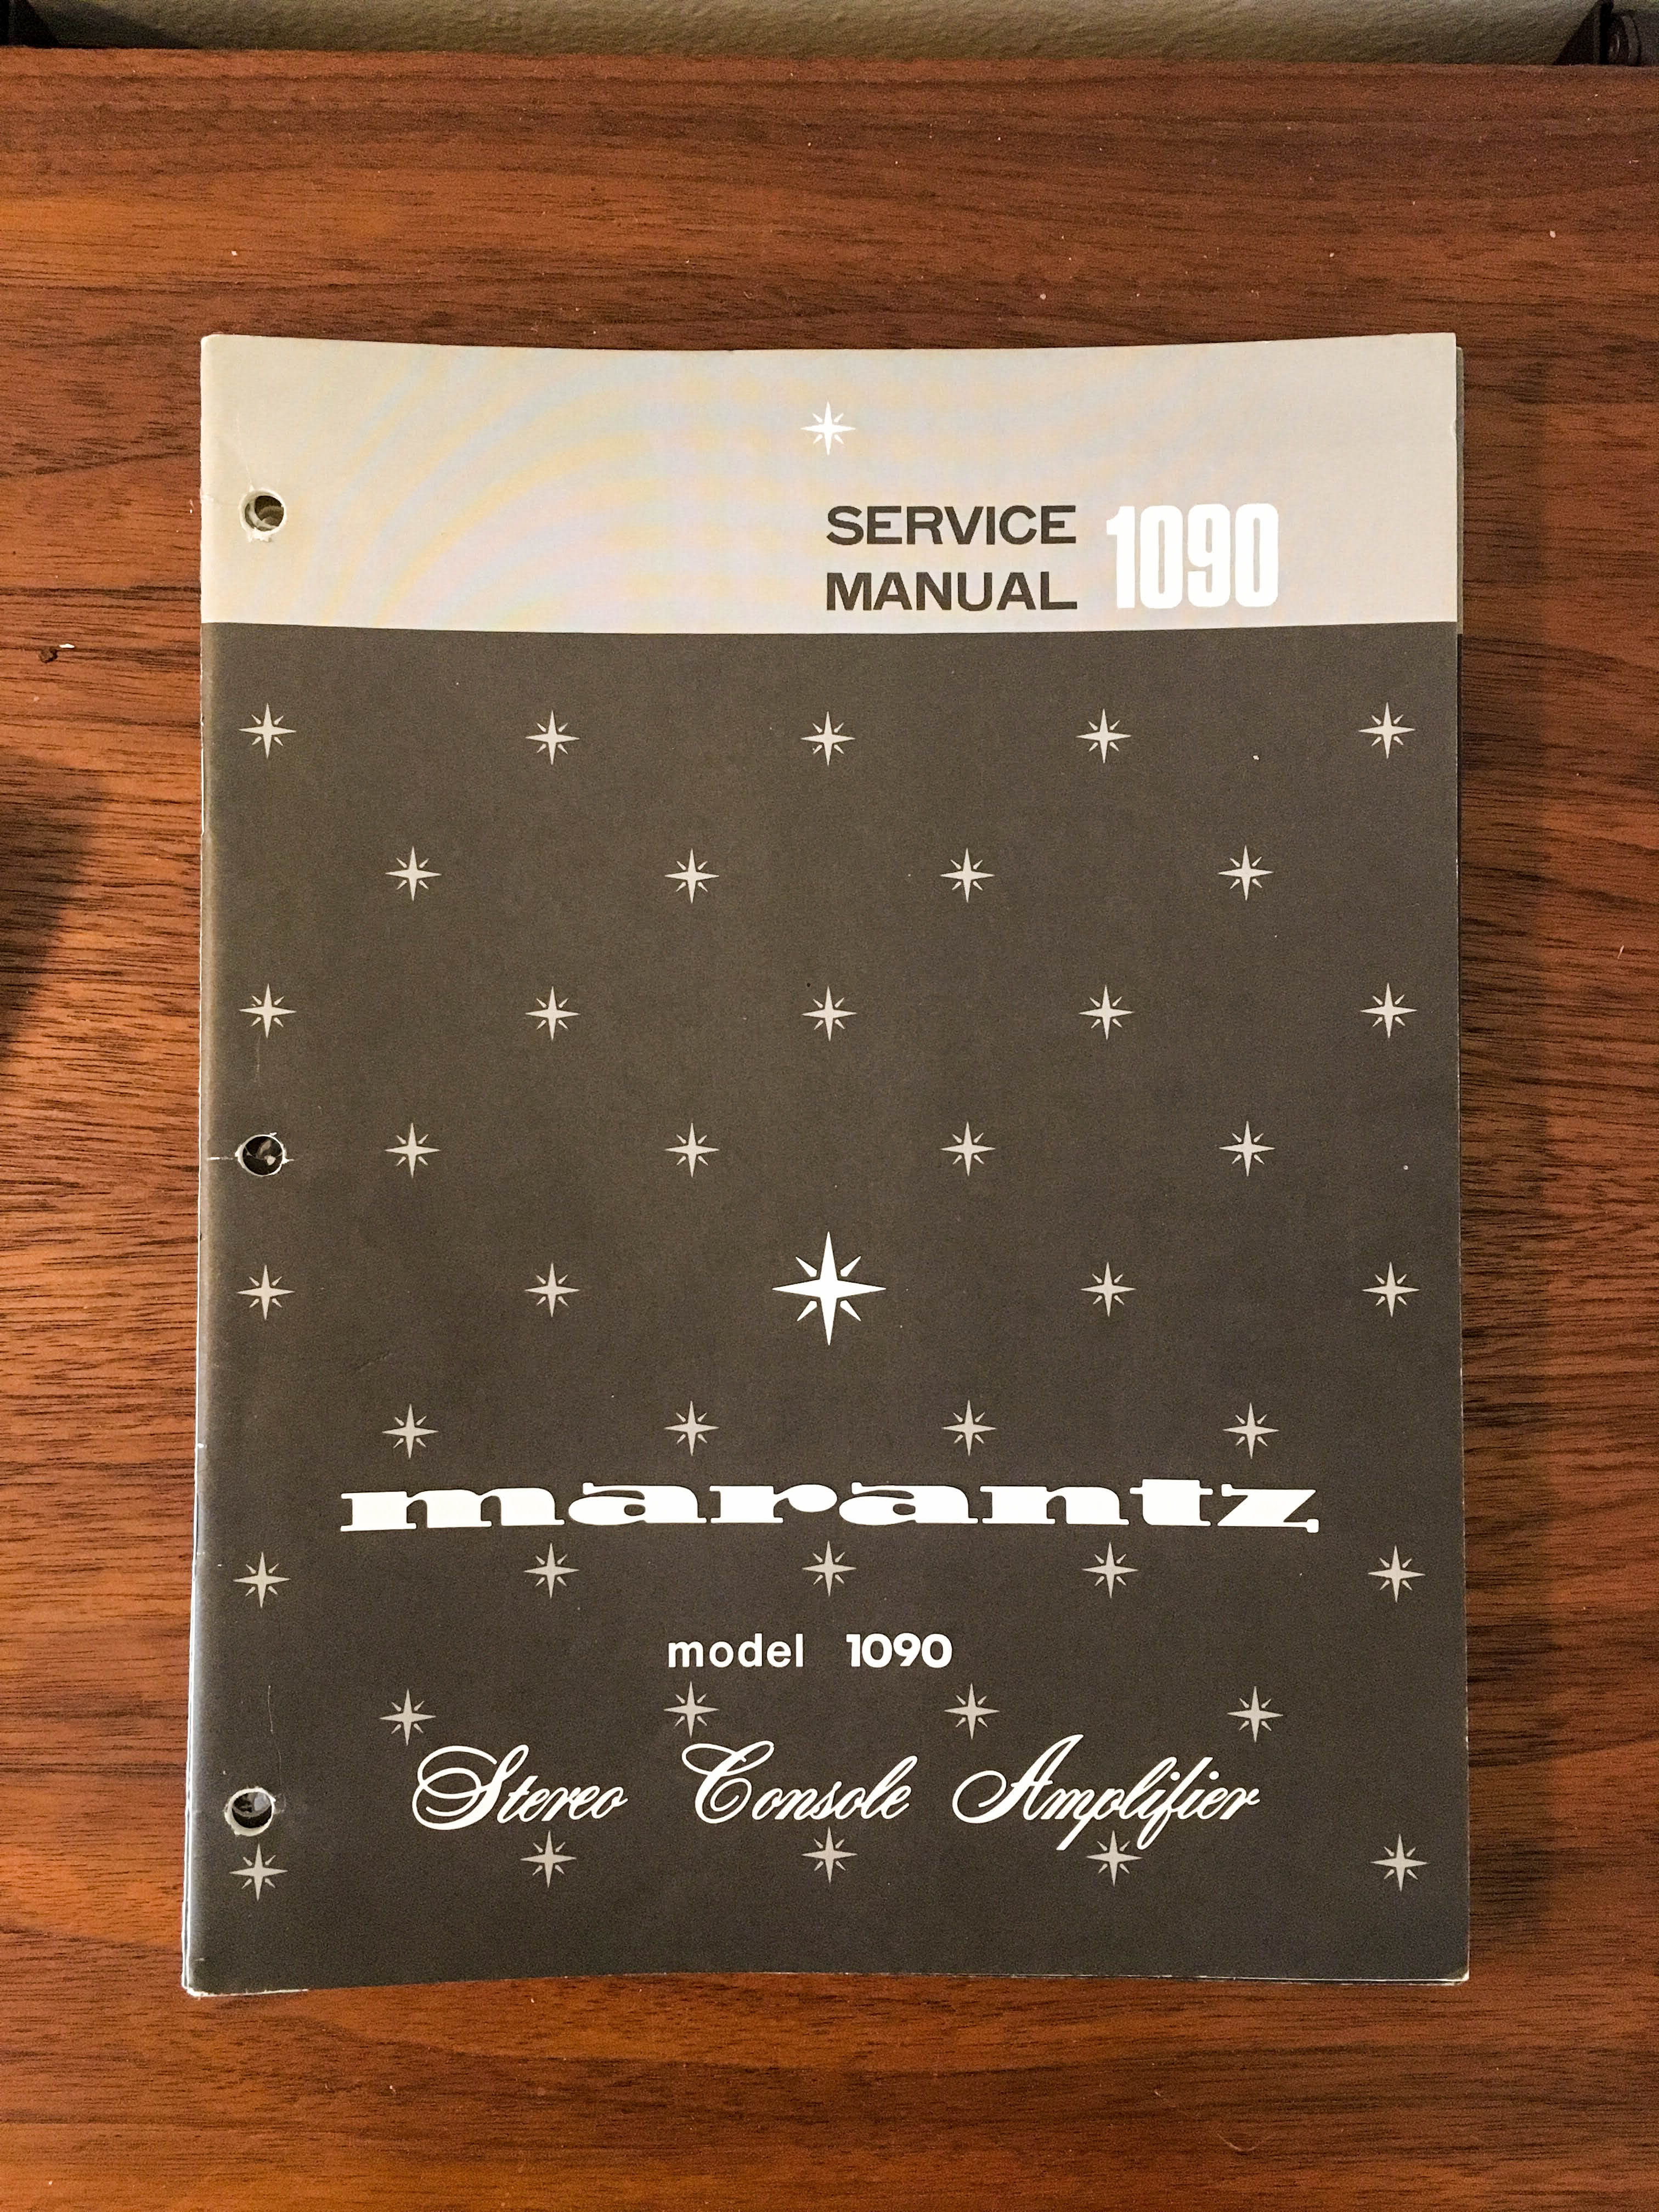 SERVICE
MANUAL 1090
marantz
model 1090
Stereo Console Amplifier